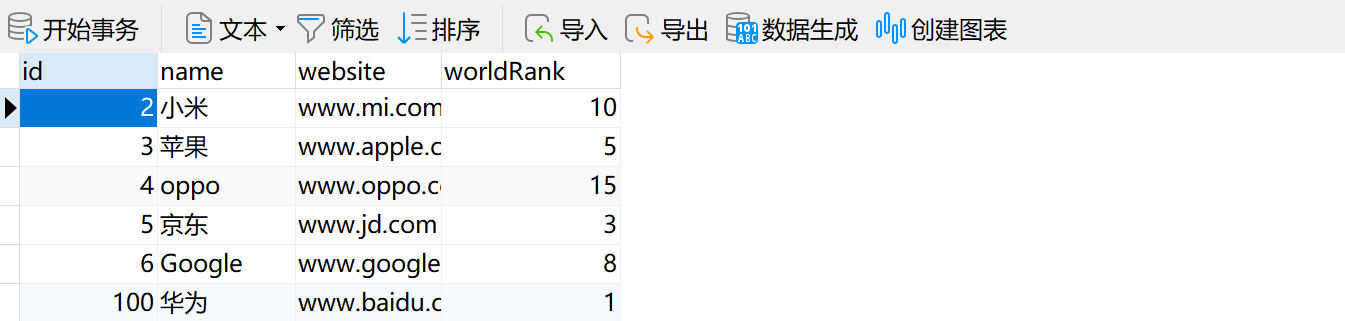 开始事务 文本 筛选 排序 导入 导出 数据生成 创建图表
id name website worldRank
2 小米 www.mi.com 10
3 苹果 www.apple.c 5
4 oppo www.oppo.co 15
5 京东 www.jd.com 3
6 Google www.google 8
100 华为 www.baidu.c 1